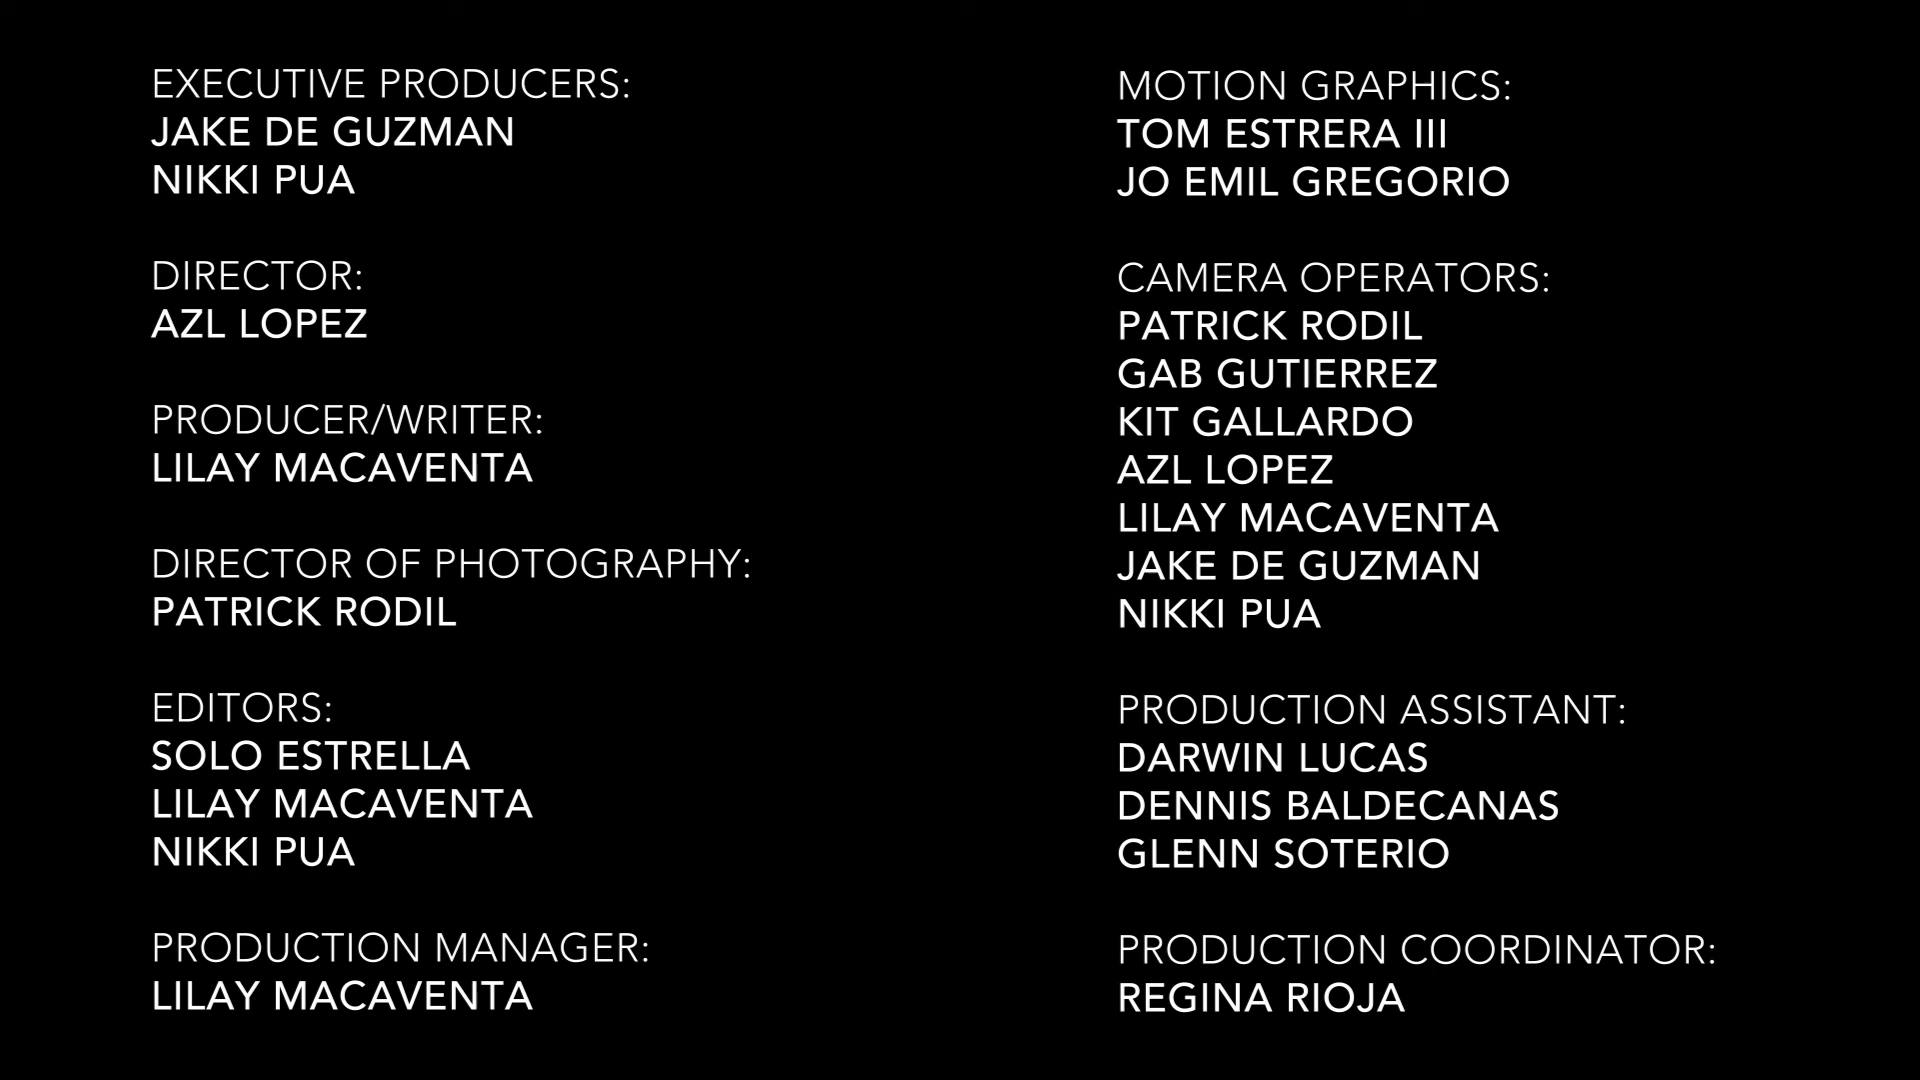 EXECUTIVE PRODUCERS:
JAKE DE GUZMAN
NIKKI PUA
DIRECTOR:
AZL LOPEZ
PRODUCER/WRITER:
LILAY MACAVENTA
DIRECTOR OF PHOTOGRAPHY:
PATRICK RODIL
EDITORS:
SOLO ESTRELLA
LILAY MACAVENTA
NIKKI PUA
PRODUCTION MANAGER:
LILAY MACAVENTA
MOTION GRAPHICS:
TOM ESTRERA III
JO EMIL GREGORIO
CAMERA OPERATORS:
PATRICK RODIL
GAB GUTIERREZ
KIT GALLARDO
AZL LOPEZ
LILAY MACAVENTA
JAKE DE GUZMAN
NIKKI PUA
PRODUCTION ASSISTANT:
DARWIN LUCAS
DENNIS BALDECANAS
GLENN SOTERIO
PRODUCTION COORDINATOR:
REGINA RIOJA